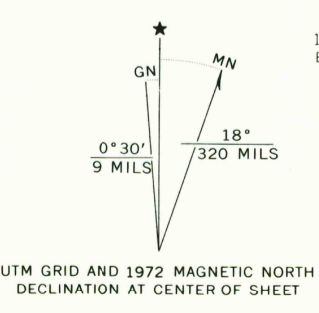 ★
GN
MN
0°30′
9 MILS
18°
320 MILS
UTM GRID AND 1972 MAGNETIC NORTH
DECLINATION AT CENTER OF SHEET